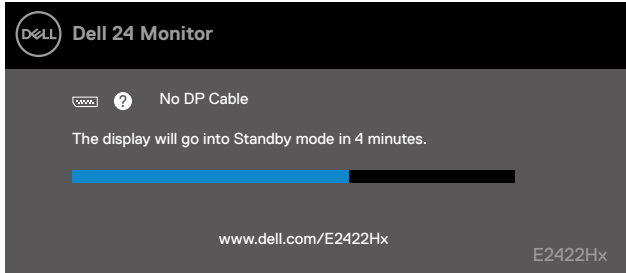 DELL Dell 24 Monitor
? No DP Cable
The display will go into Standby mode in 4 minutes.
www.dell.com/E2422Hx
E2422Hx